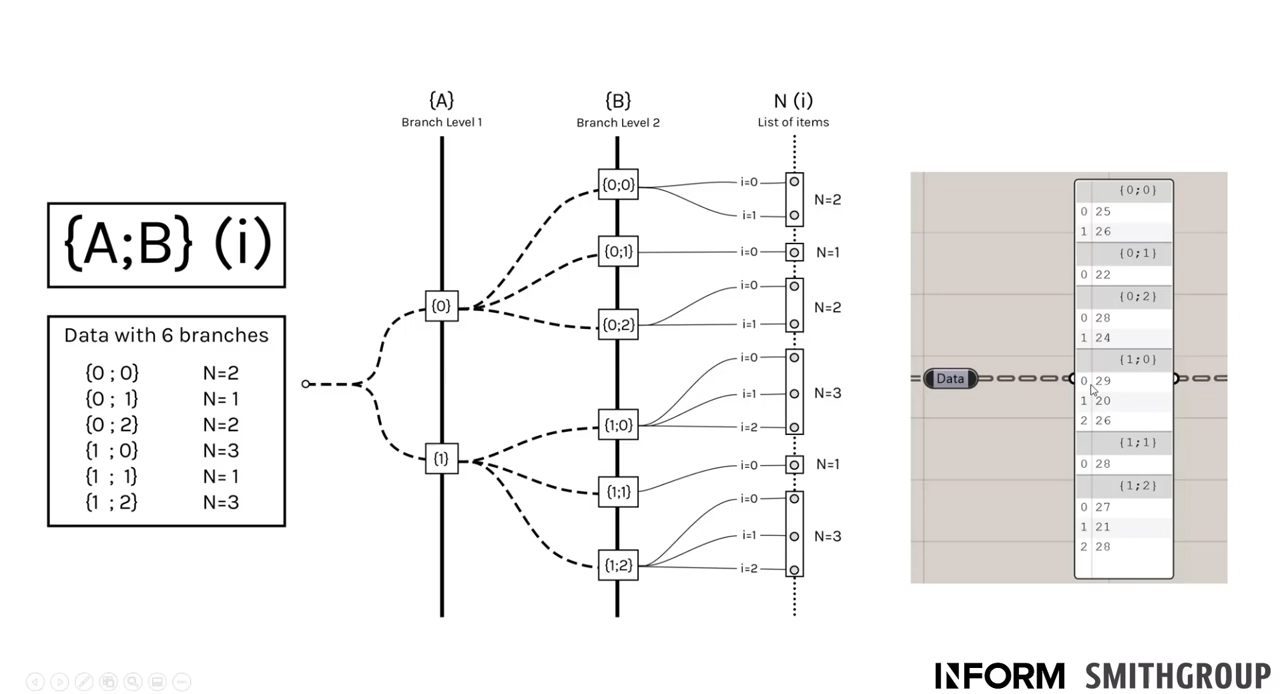 {A;B} (i)
Data with 6 branches
{0 ; 0} N=2
{0 ; 1} N=1
{0 ; 2} N=2
{1 ; 0} N=3
{1 ; 1} N=1
{1 ; 2} N=3
{A}
Branch Level 1
{0}
{1}
{B}
Branch Level 2
{0;0}
{0;1}
{0;2}
{1;0}
{1;1}
{1;2}
N (i)
List of items
i=0
i=1
N=2
i=0
N=1
i=0
i=1
N=2
i=0
i=1
i=2
N=3
i=0
N=1
i=0
i=1
i=2
N=3
Data
{0;0}
0 25
1 26
{0;1}
0 22
{0;2}
0 28
1 24
{1;0}
0 29
1 20
2 26
{1;1}
0 28
{1;2}
0 27
1 21
2 28
INFORM SMITHGROUP